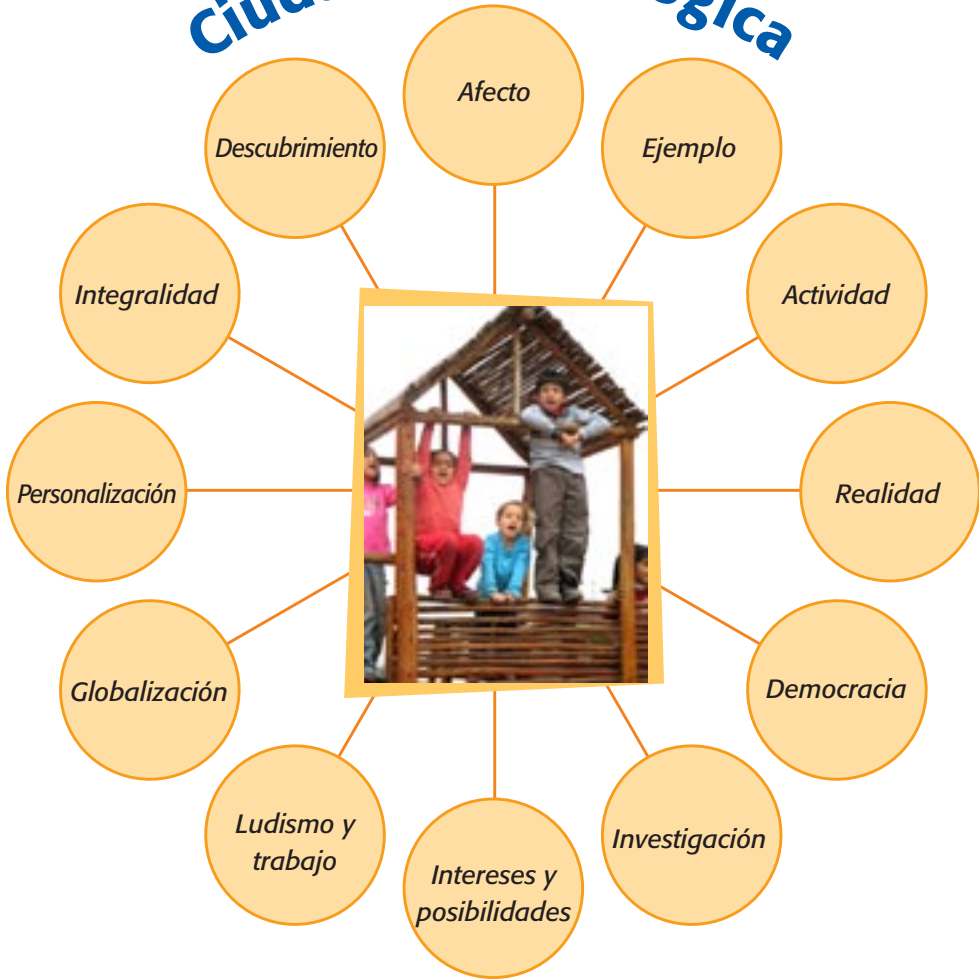 Afecto
Ejemplo
Actividad
Realidad
Democracia
Investigación
Intereses y
posibilidades
Ludismo y
trabajo
Globalización
Personalización
Integralidad
Descubrimiento